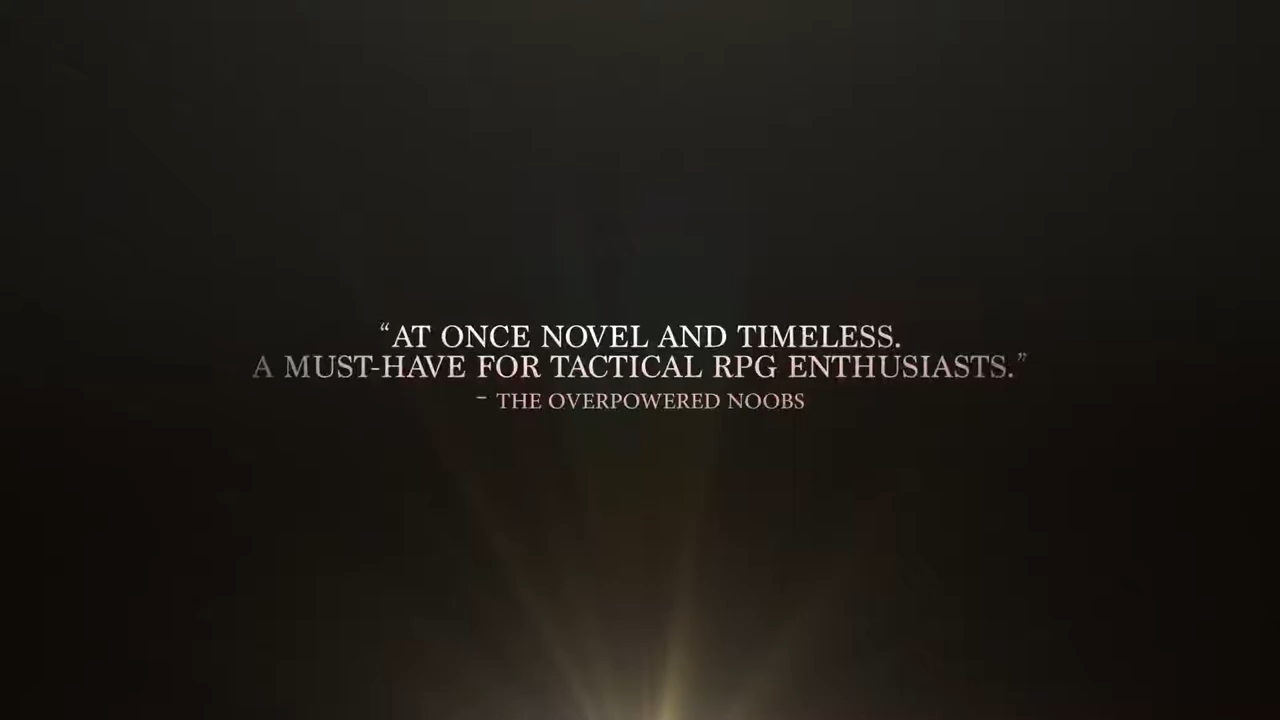 “AT ONCE NOVEL AND TIMELESS.
A MUST-HAVE FOR TACTICAL RPG ENTHUSIASTS.”
– THE OVERPOWERED NOOBS